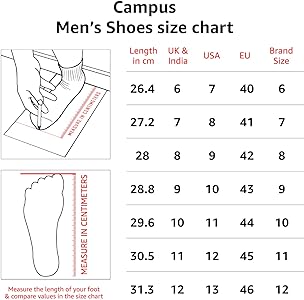 Campus
Men's Shoes size chart
MEASURE IN CENTIMETERS
MEASURE IN CENTIMETERS
Measure the length of your foot
& compare values in the size chart
Length in cm UK & India USA EU Brand Size
26.4 6 7 40 6
27.2 7 8 41 7
28 8 9 42 8
28.8 9 10 43 9
29.6 10 11 44 10
30.5 11 12 45 11
31.3 12 13 46 12